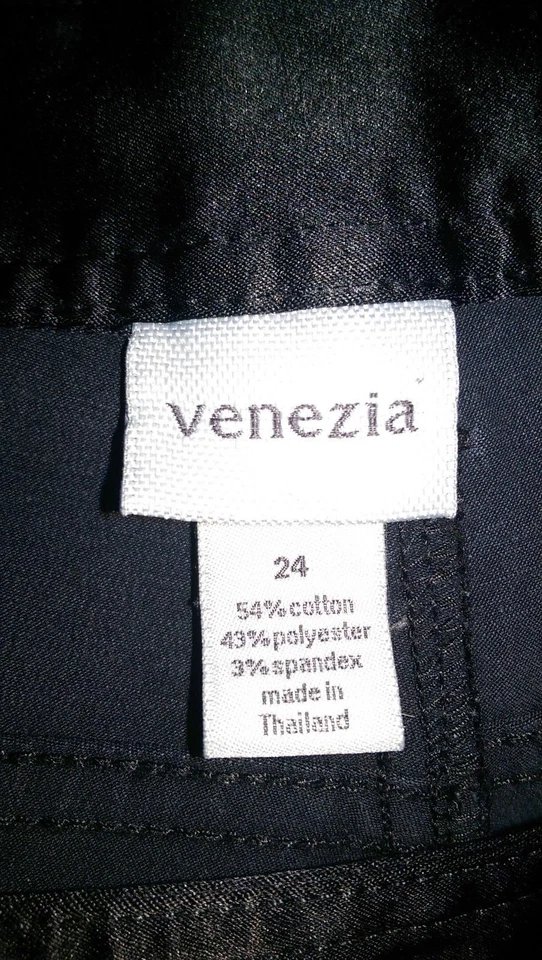 venezia
24
54% cotton
43% polyester
3% spandex
made in
Thailand